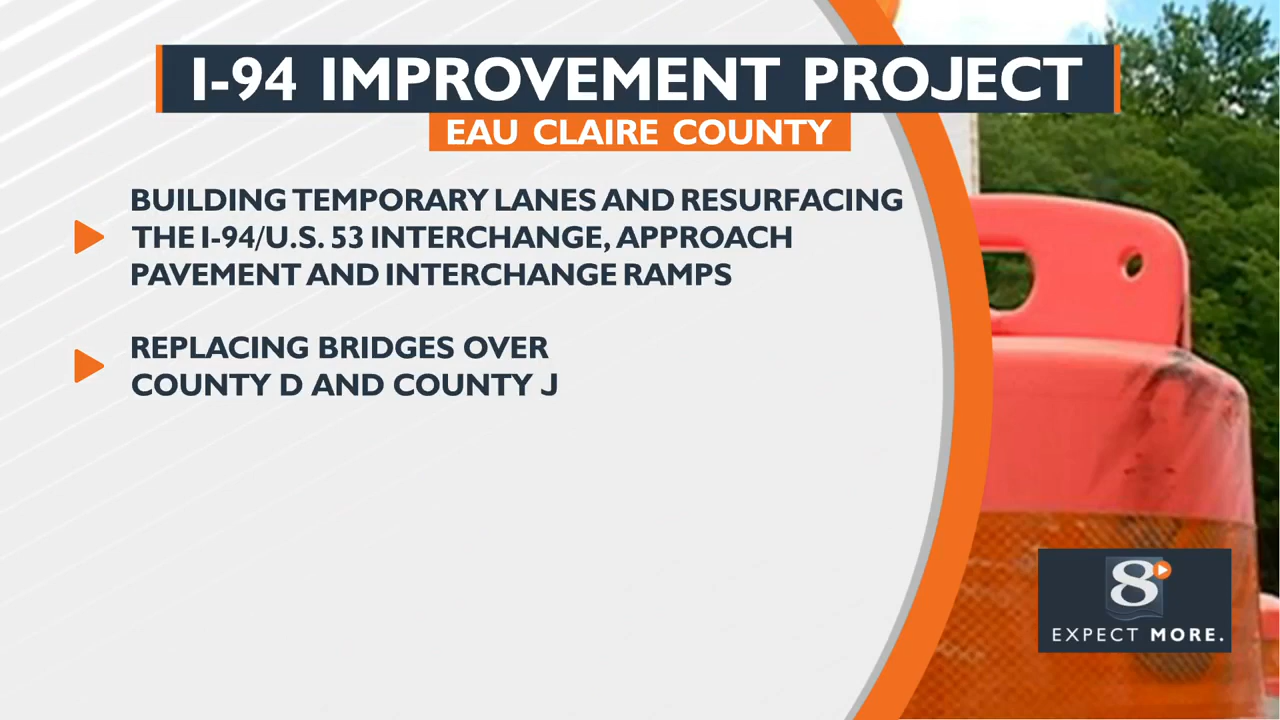 I-94 IMPROVEMENT PROJECT
EAU CLAIRE COUNTY
BUILDING TEMPORARY LANES AND RESURFACING
THE I-94/U.S. 53 INTERCHANGE, APPROACH
PAVEMENT AND INTERCHANGE RAMPS
REPLACING BRIDGES OVER
COUNTY D AND COUNTY J
8
EXPECT MORE.